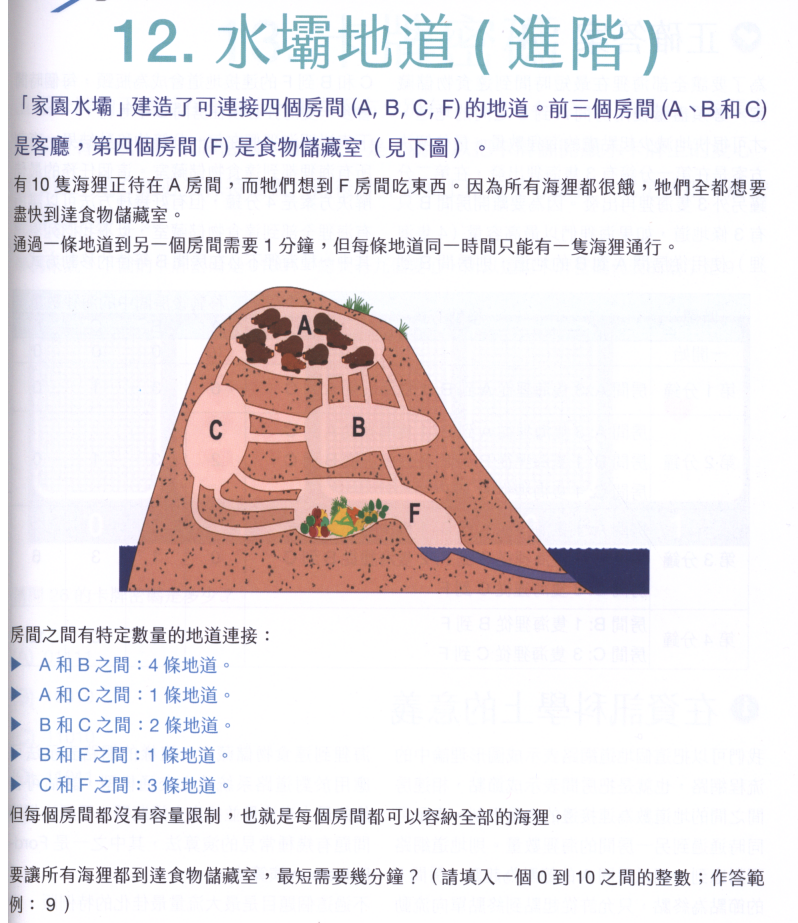 12. 水壩地道(進階)
「家園水壩」建造了可連接四個房間 (A, B, C, F) 的地道。前三個房間 (A、B 和 C)
是客廳，第四個房間 (F) 是食物儲藏室（見下圖）。
有 10 隻海狸正待在 A 房間，而牠們想到 F 房間吃東西。因為所有海狸都很餓，牠們全都想要
盡快到達食物儲藏室。
通過一條地道到另一個房間需要 1 分鐘，但每條地道同一時間只能有一隻海狸通行。
A
C
B
F
房間之間有特定數量的地道連接：
▶ A 和 B 之間：4 條地道。
▶ A 和 C 之間：1 條地道。
▶ B 和 C 之間：2 條地道。
▶ B 和 F 之間：1 條地道。
▶ C 和 F 之間：3 條地道。
但每個房間都沒有容量限制，也就是每個房間都可以容納全部的海狸。
要讓所有海狸都到達食物儲藏室，最短需要幾分鐘？（請填入一個 0 到 10 之間的整數；作答範
例：9）